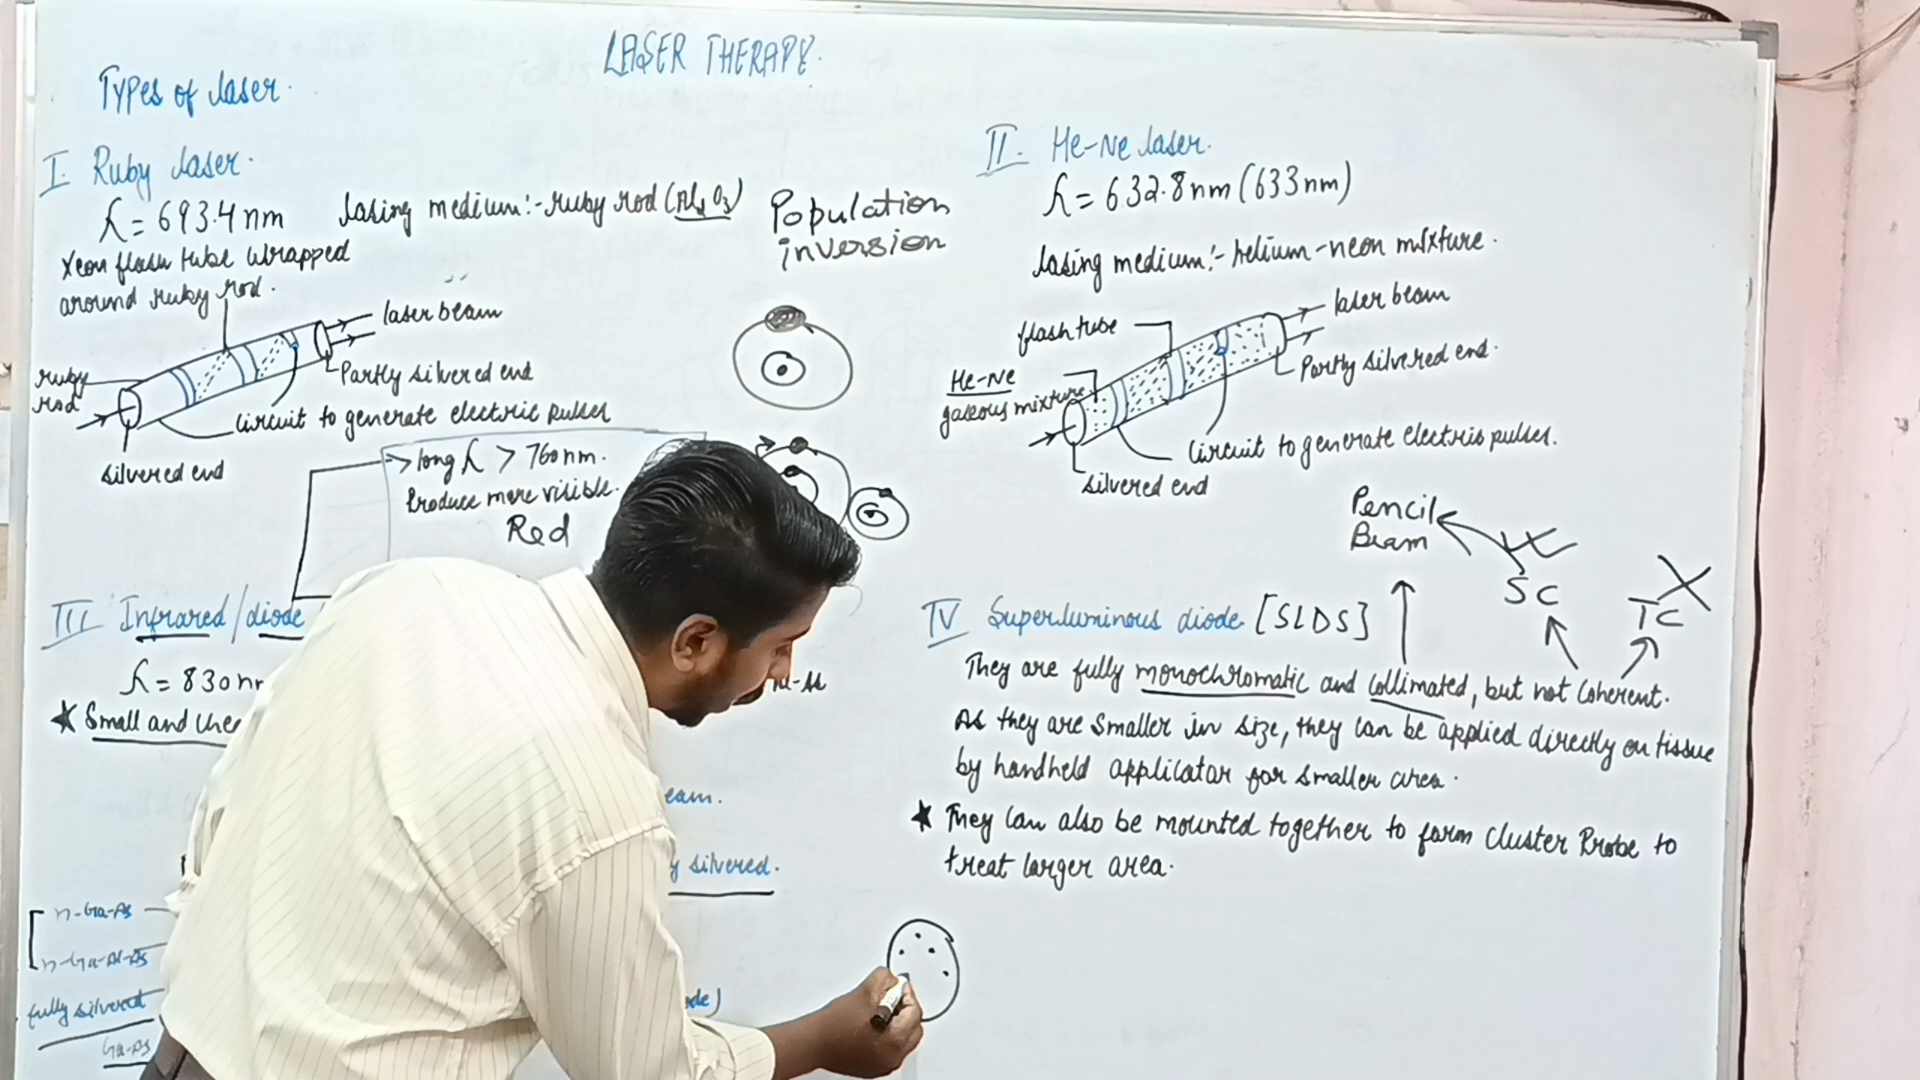 LASER THERAPY.
Types of laser.
I. Ruby laser.
λ = 693.4 nm
lasing medium:- ruby rod (Al2O3)
Xeon flash tube wrapped
around ruby rod.
laser beam
ruby
rod
Partly silvered end
circuit to generate electric pulses
silvered end
Population
inversion
→ long λ > 760nm.
Produce more visible.
Red
II. He-Ne laser.
λ = 632.8 nm (633 nm)
lasing medium:- helium-neon mixture.
flash tube
laser beam
He-Ne
gaseous mixture
Partly silvered end.
circuit to generate electric pulses.
silvered end
III Infrared/diode
λ = 830 n
★ Small and
eam.
silvered.
n-Ga-As
n-Ga-Al-As
fully silvered
Ga-As
ode)
Pencil
Beam
SC
TC
IV Superluminous diode [SLDS]
They are fully monochromatic and collimated, but not coherent.
As they are smaller in size, they can be applied directly on tissue
by handheld applicator for smaller area.
★ They can also be mounted together to form cluster Probe to
treat larger area.